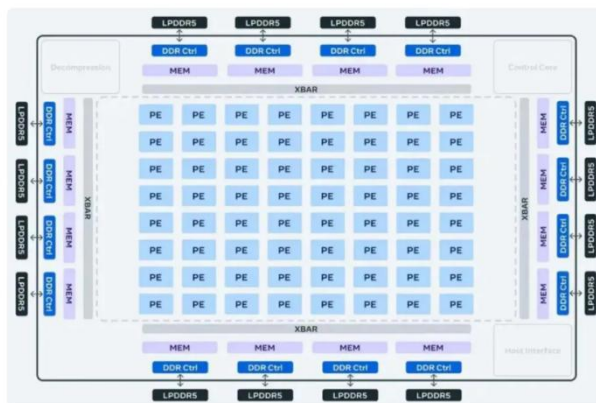 LPDDR5 LPDDR5 LPDDR5 LPDDR5
DDR Ctrl DDR Ctrl DDR Ctrl DDR Ctrl
Decompression
MEM MEM MEM MEM
Control Core
XBAR
LPDDR5 DDR Ctrl MEM
LPDDR5 DDR Ctrl MEM
LPDDR5 DDR Ctrl MEM
LPDDR5 DDR Ctrl MEM
XBAR
PE PE PE PE PE PE PE PE
PE PE PE PE PE PE PE PE
PE PE PE PE PE PE PE PE
PE PE PE PE PE PE PE PE
PE PE PE PE PE PE PE PE
PE PE PE PE PE PE PE PE
PE PE PE PE PE PE PE PE
PE PE PE PE PE PE PE PE
XBAR
MEM DDR Ctrl LPDDR5
MEM DDR Ctrl LPDDR5
MEM DDR Ctrl LPDDR5
MEM DDR Ctrl LPDDR5
XBAR
MEM MEM MEM MEM
Host Interface
DDR Ctrl DDR Ctrl DDR Ctrl DDR Ctrl
LPDDR5 LPDDR5 LPDDR5 LPDDR5